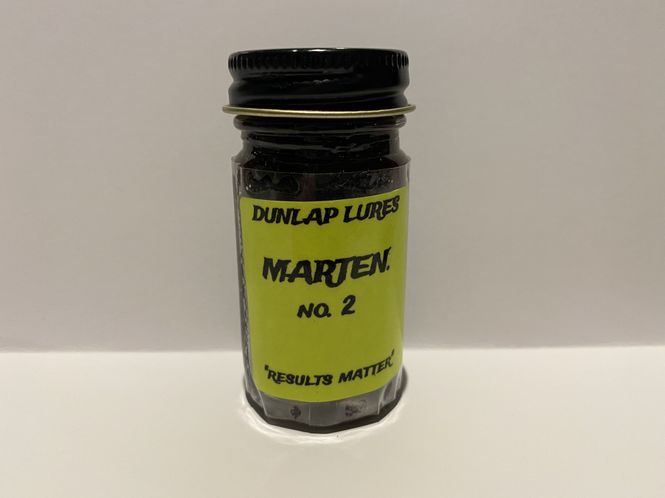 DUNLAP LURES
MARTEN.
NO. 2
"RESULTS MATTER"